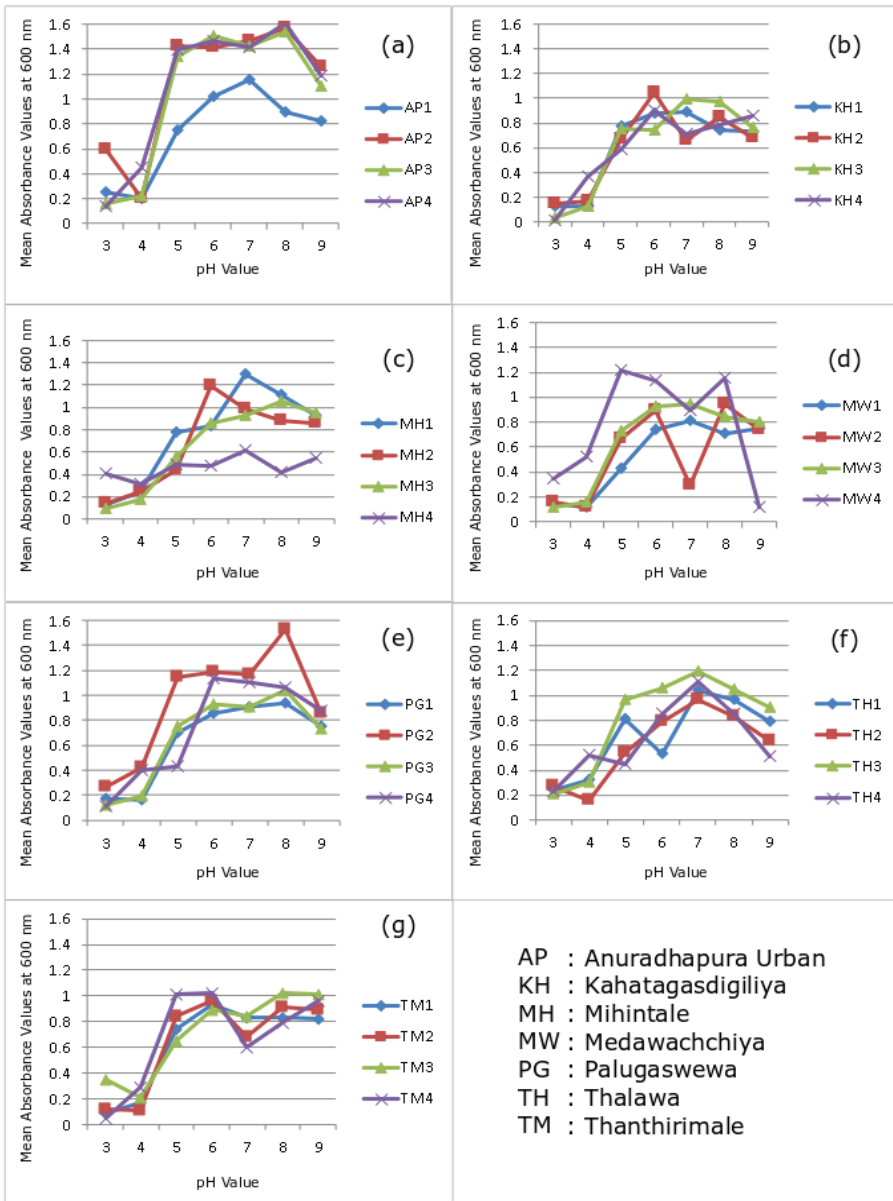 Mean Absorbance Values at 600 nm
1.6
1.4
1.2
1
0.8
0.6
0.4
0.2
0
3 4 5 6 7 8 9
pH Value
(a)
AP1
AP2
AP3
AP4
Mean Absorbance Values at 600 nm
1.6
1.4
1.2
1
0.8
0.6
0.4
0.2
0
3 4 5 6 7 8 9
pH Value
(b)
KH1
KH2
KH3
KH4
Mean Absorbance Values at 600 nm
1.6
1.4
1.2
1
0.8
0.6
0.4
0.2
0
3 4 5 6 7 8 9
pH Value
(c)
MH1
MH2
MH3
MH4
Mean Absorbance Values at 600 nm
1.6
1.4
1.2
1
0.8
0.6
0.4
0.2
0
3 4 5 6 7 8 9
pH Value
(d)
MW1
MW2
MW3
MW4
Mean Absorbance Values at 600 nm
1.6
1.4
1.2
1
0.8
0.6
0.4
0.2
0
3 4 5 6 7 8 9
pH Value
(e)
PG1
PG2
PG3
PG4
Mean Absorbance Values at 600 nm
1.6
1.4
1.2
1
0.8
0.6
0.4
0.2
0
3 4 5 6 7 8 9
pH Value
(f)
TH1
TH2
TH3
TH4
Mean Absorbance Values at 600 nm
1.6
1.4
1.2
1
0.8
0.6
0.4
0.2
0
3 4 5 6 7 8 9
pH Value
(g)
TM1
TM2
TM3
TM4
AP : Anuradhapura Urban
KH : Kahatagasdigiliya
MH : Mihintale
MW : Medawachchiya
PG : Palugaswewa
TH : Thalawa
TM : Thanthirimale